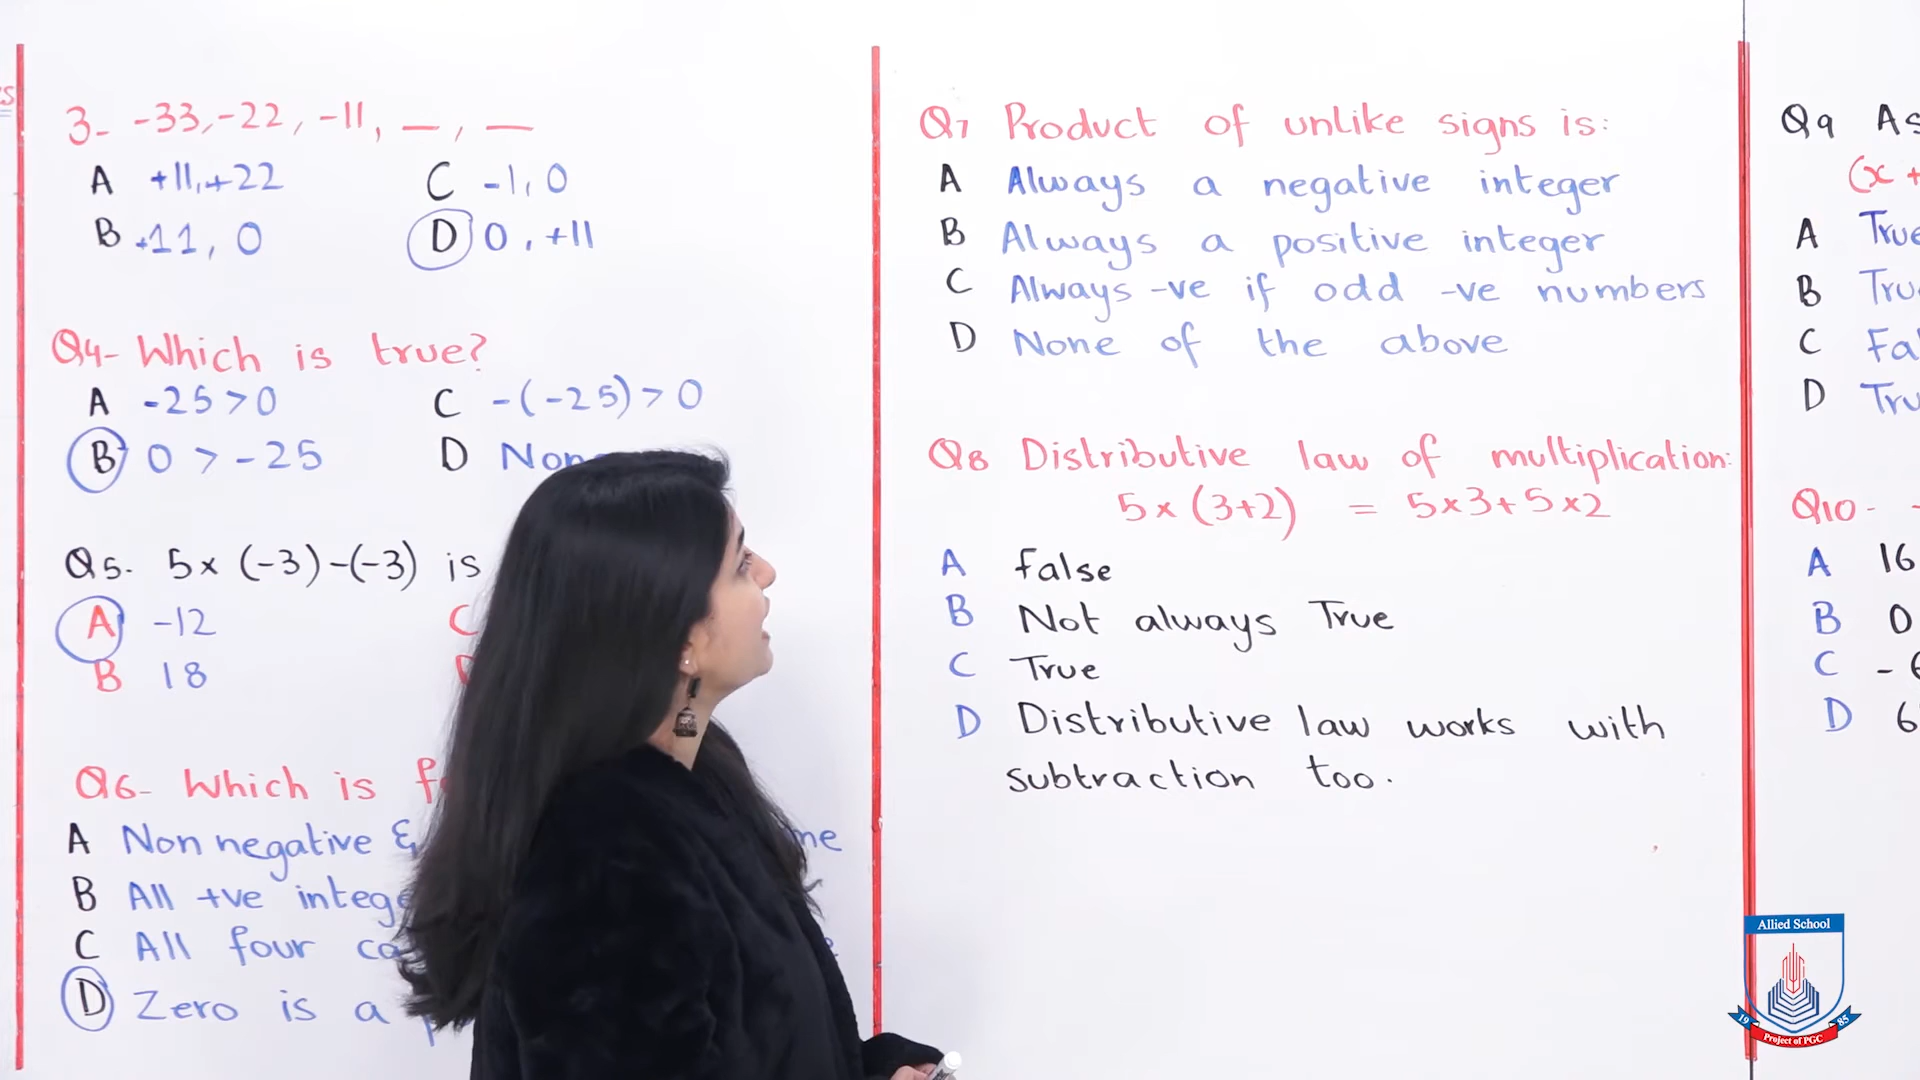 3- -33, -22, -11, __, __
A +11, +22
C -1, 0
B +11, 0
D 0, +11
Q4- Which is true?
A -25 > 0
C -(-25) > 0
B 0 > -25
D
Q5. 5 x (-3) - (-3) is
A -12
C
B 18
Q6- Which is
A Non negative &
B All +ve
C All four
D Zero is a
Q7 Product of unlike signs is:
A Always a negative integer
B Always a positive integer
C Always -ve if odd -ve numbers
D None of the above
Q8 Distributive law of multiplication:
5 x (3+2) = 5x3 + 5x2
A false
B Not always True
C True
D Distributive law works with
subtraction too.
Q9
(x +
A True
B
C
D
Q10-
A 16
B 0
C
D
Allied School
19 85
Project of PGC